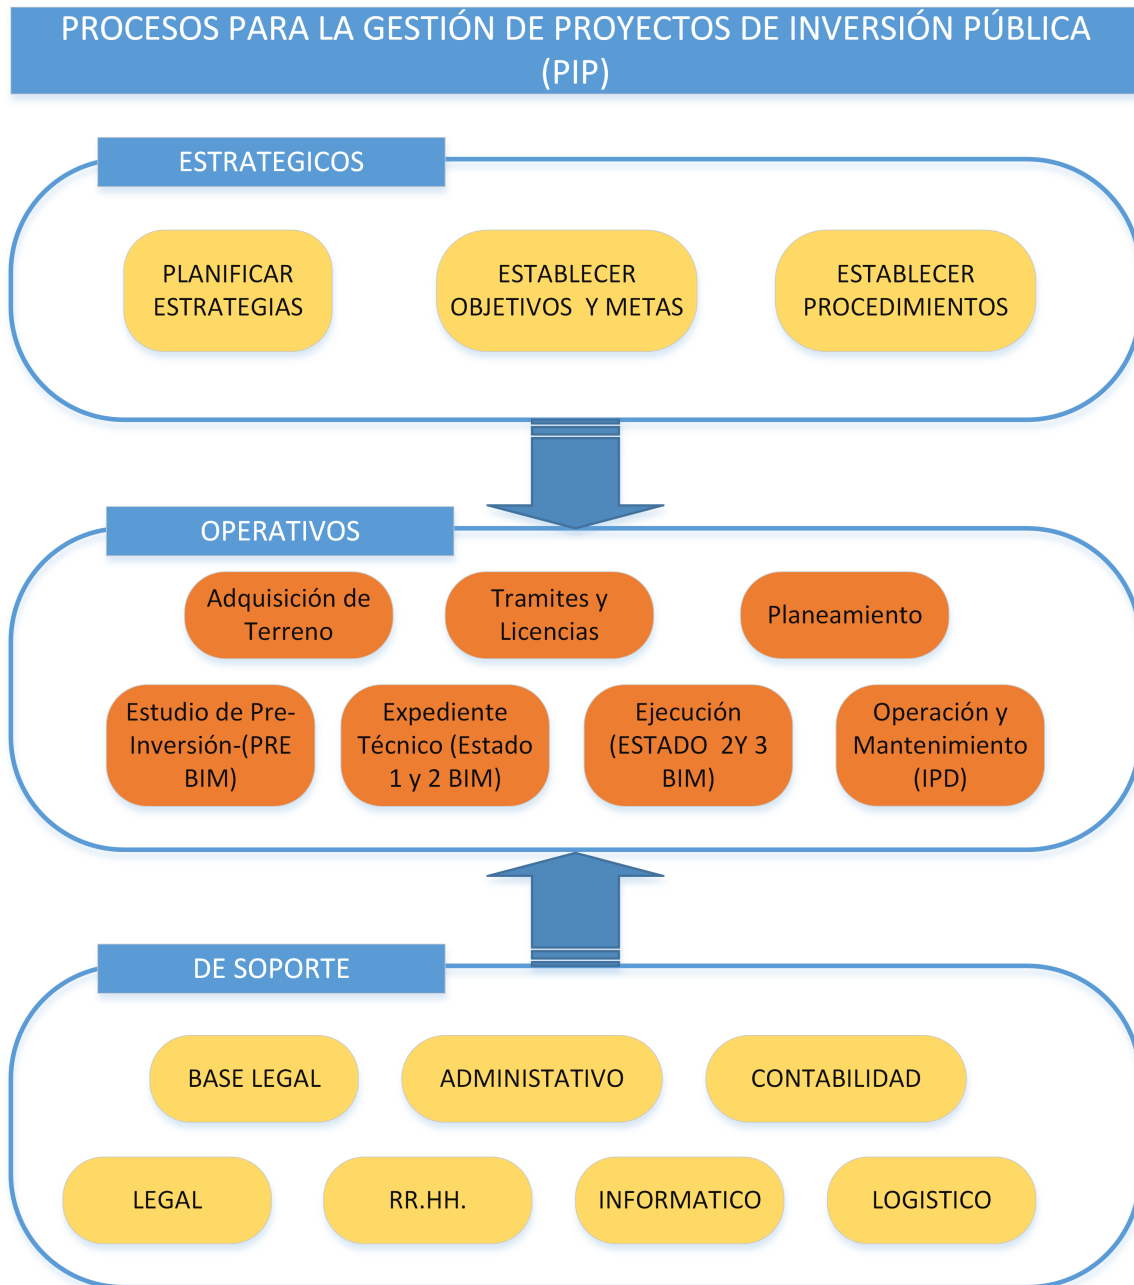 PROCESOS PARA LA GESTIÓN DE PROYECTOS DE INVERSIÓN PÚBLICA
(PIP)
ESTRATEGICOS
PLANIFICAR
ESTRATEGIAS
ESTABLECER
OBJETIVOS Y METAS
ESTABLECER
PROCEDIMIENTOS
OPERATIVOS
Adquisición de
Terreno
Tramites y
Licencias
Planeamiento
Estudio de Pre-
Inversión-(PRE
BIM)
Expediente
Técnico (Estado
1 y 2 BIM)
Ejecución
(ESTADO 2Y 3
BIM)
Operación y
Mantenimiento
(IPD)
DE SOPORTE
BASE LEGAL
ADMINISTATIVO
CONTABILIDAD
LEGAL
RR.HH.
INFORMATICO
LOGISTICO